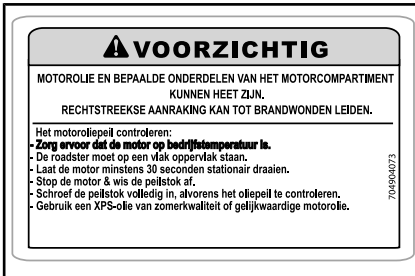 VOORZICHTIG
MOTOROLIE EN BEPAALDE ONDERDELEN VAN HET MOTORCOMPARTIMENT
KUNNEN HEET ZIJN.
RECHTSTREEKSE AANRAKING KAN TOT BRANDWONDEN LEIDEN.
Het motoroliepeil controleren:
- Zorg ervoor dat de motor op bedrijfstemperatuur is.
- De roadster moet op een vlak oppervlak staan.
- Laat de motor minstens 30 seconden stationair draaien.
- Stop de motor & wis de peilstok af.
- Schroef de peilstok volledig in, alvorens het oliepeil te controleren.
- Gebruik een XPS-olie van zomerkwaliteit of gelijkwaardige motorolie.
704904073